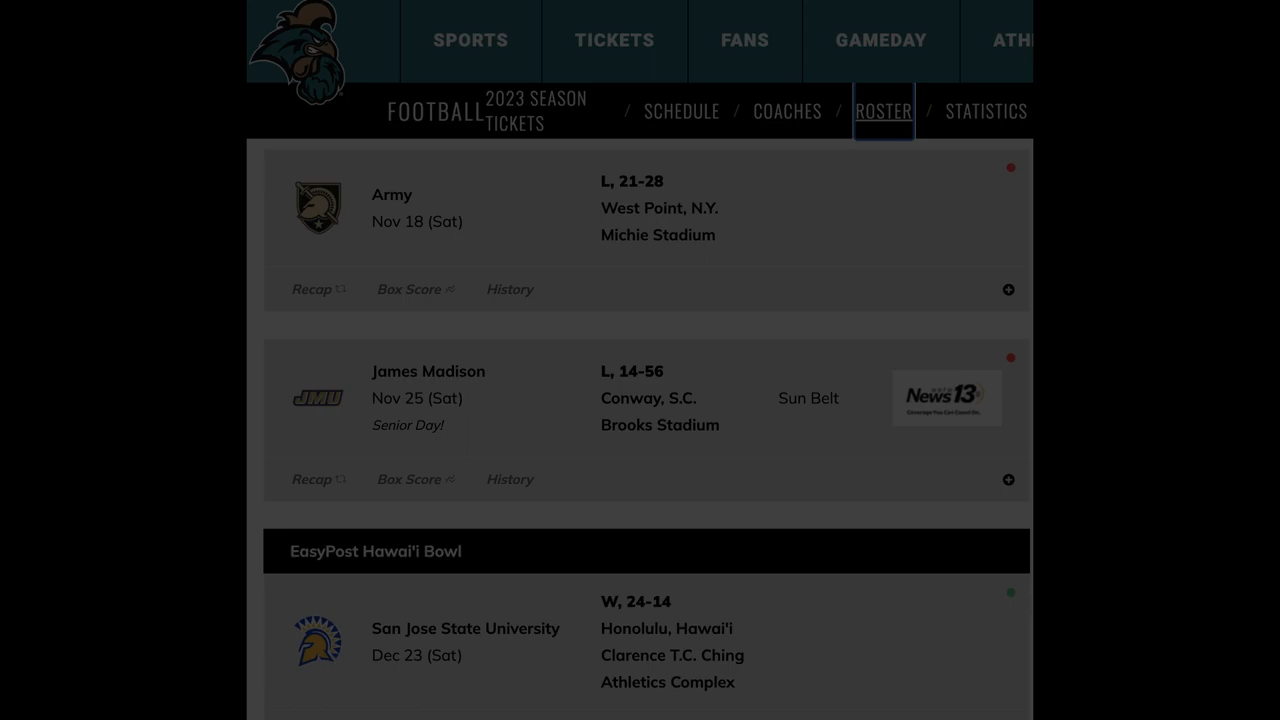 SPORTS
TICKETS
FANS
GAMEDAY
ATH
FOOTBALL
2023 SEASON
TICKETS
/ SCHEDULE / COACHES / ROSTER / STATISTICS
Army
Nov 18 (Sat)
L, 21-28
West Point, N.Y.
Michie Stadium
Recap
Box Score
History
James Madison
Nov 25 (Sat)
Senior Day!
L, 14-56
Conway, S.C.
Brooks Stadium
Sun Belt
JMU
News 13
Recap
Box Score
History
EasyPost Hawai'i Bowl
San Jose State University
Dec 23 (Sat)
W, 24-14
Honolulu, Hawai'i
Clarence T.C. Ching
Athletics Complex